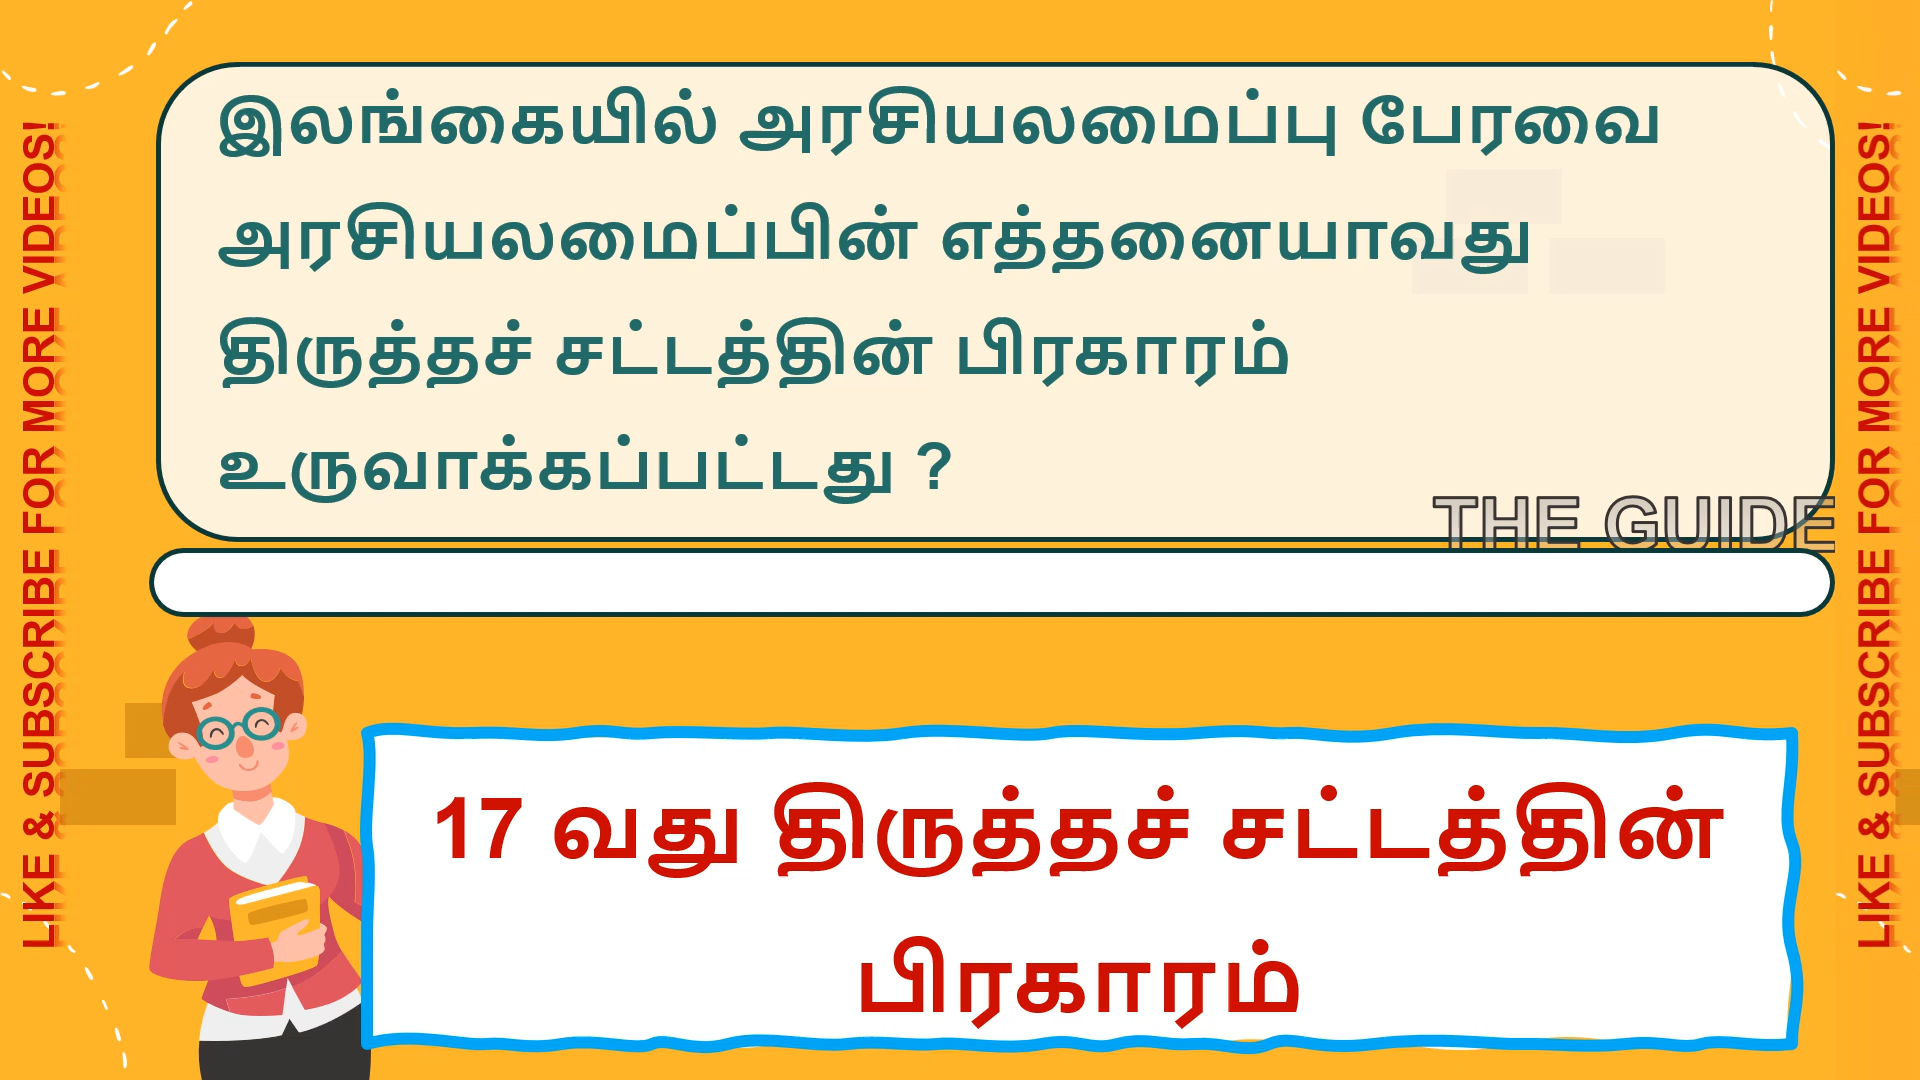 இலங்கையில் அரசியலமைப்பு பேரவை
அரசியலமைப்பின் எத்தனையாவது
திருத்தச் சட்டத்தின் பிரகாரம்
உருவாக்கப்பட்டது ?
THE GUIDE
17 வது திருத்தச் சட்டத்தின்
பிரகாரம்
LIKE & SUBSCRIBE FOR MORE VIDEOS!
LIKE & SUBSCRIBE FOR MORE VIDEOS!